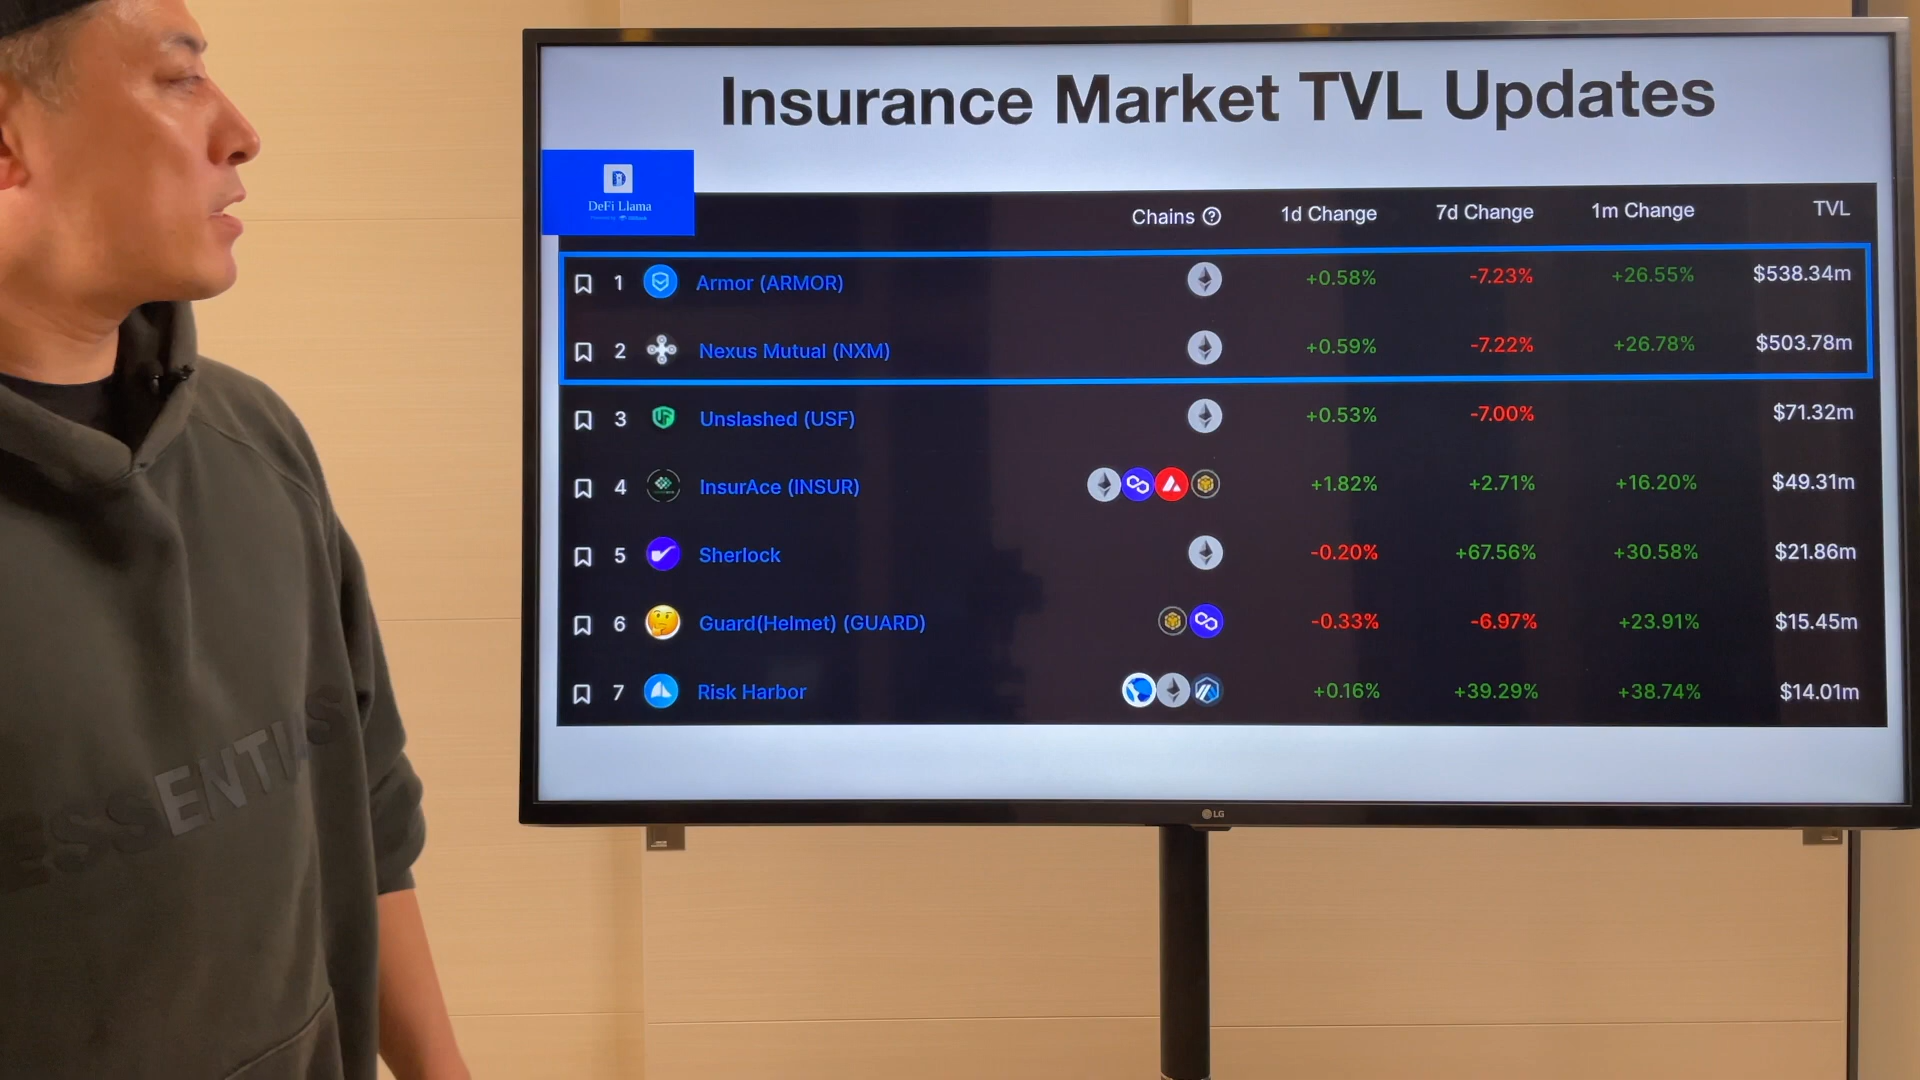 Insurance Market TVL Updates
DeFi Llama
Chains ? 1d Change 7d Change 1m Change TVL
1 Armor (ARMOR) +0.58% -7.23% +26.55% $538.34m
2 Nexus Mutual (NXM) +0.59% -7.22% +26.78% $503.78m
3 Unslashed (USF) +0.53% -7.00% $71.32m
4 InsurAce (INSUR) +1.82% +2.71% +16.20% $49.31m
5 Sherlock -0.20% +67.56% +30.58% $21.86m
6 Guard(Helmet) (GUARD) -0.33% -6.97% +23.91% $15.45m
7 Risk Harbor +0.16% +39.29% +38.74% $14.01m
LG
ESSENTIALS